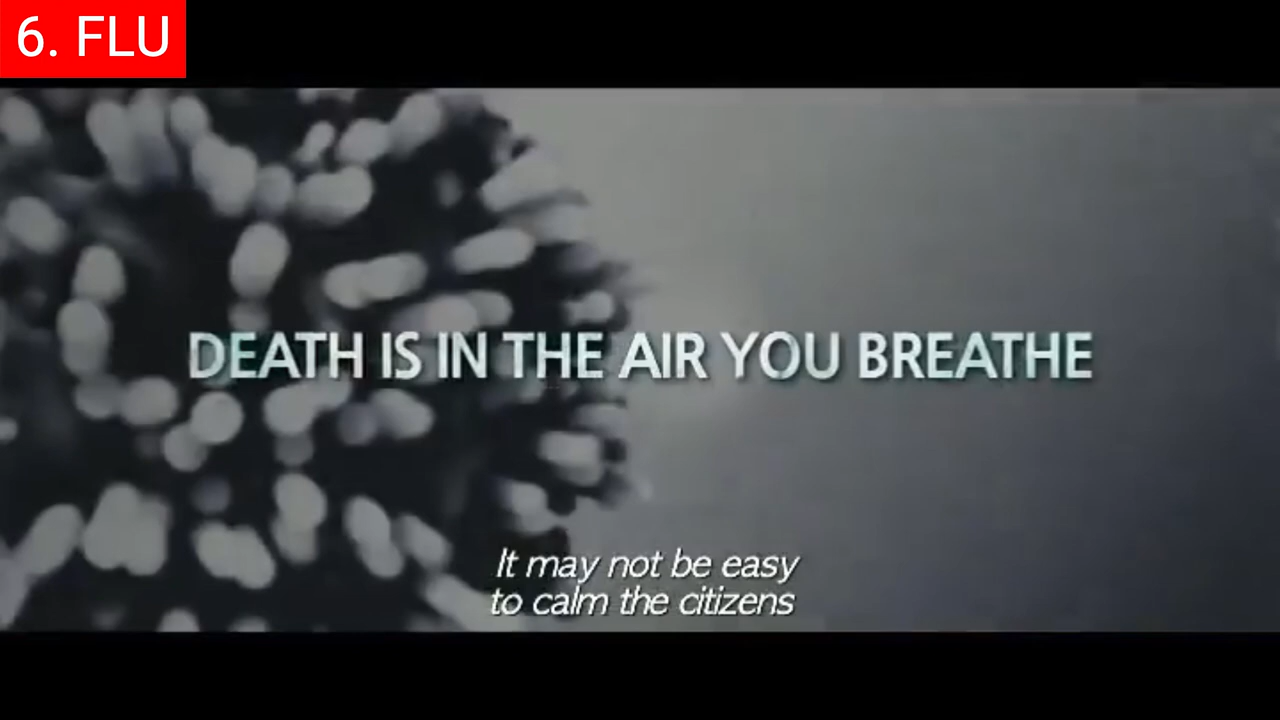 6. FLU
DEATH IS IN THE AIR YOU BREATHE
It may not be easy
to calm the citizens